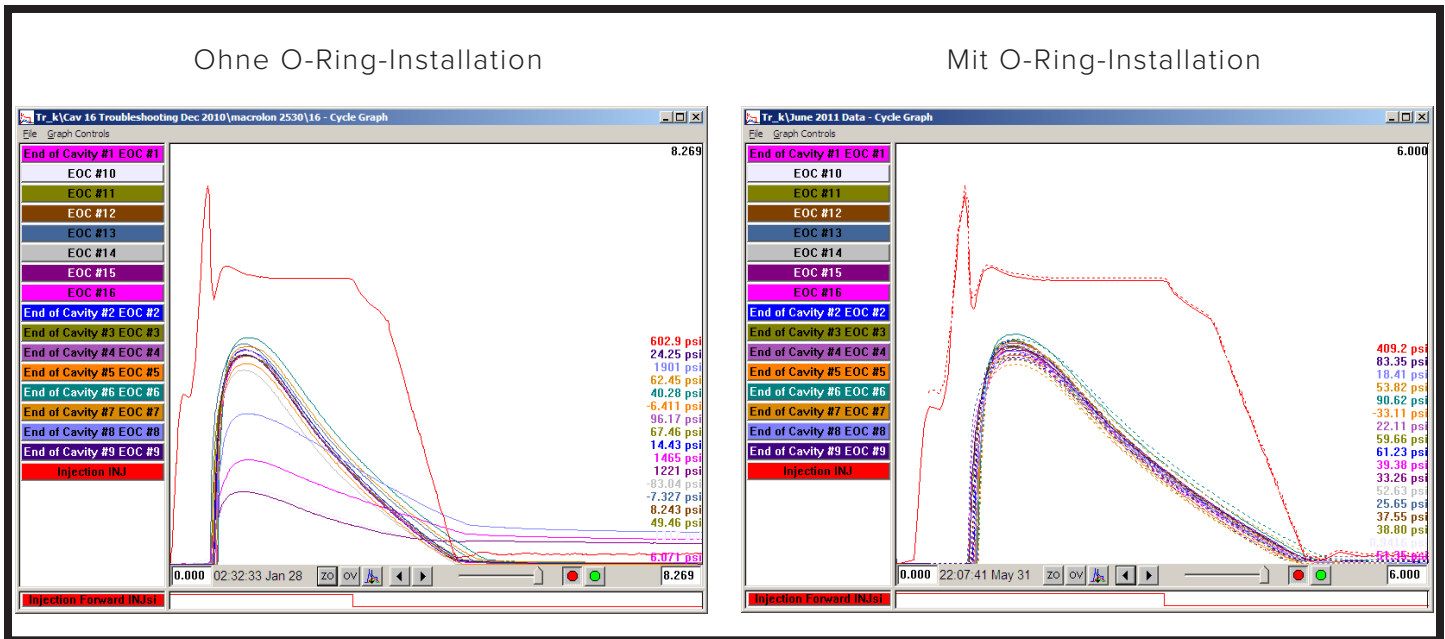 Ohne O-Ring-Installation
Tr_k\Cav 16 Troubleshooting Dec 2010\macrolon 2530\16 - Cycle Graph
File Graph Controls
End of Cavity #1 EOC #1
EOC #10
EOC #11
EOC #12
EOC #13
EOC #14
EOC #15
EOC #16
End of Cavity #2 EOC #2
End of Cavity #3 EOC #3
End of Cavity #4 EOC #4
End of Cavity #5 EOC #5
End of Cavity #6 EOC #6
End of Cavity #7 EOC #7
End of Cavity #8 EOC #8
End of Cavity #9 EOC #9
Injection INJ
8.269
602.9 psi
24.25 psi
1901 psi
62.45 psi
40.28 psi
-6.411 psi
96.17 psi
67.46 psi
14.43 psi
1465 psi
1221 psi
-83.04 psi
-7.327 psi
8.243 psi
49.46 psi
6.071 psi
0.000 02:32:33 Jan 28 ZO OV 8.269
Injection Forward INJsi
Mit O-Ring-Installation
Tr_k\June 2011 Data - Cycle Graph
File Graph Controls
End of Cavity #1 EOC #1
EOC #10
EOC #11
EOC #12
EOC #13
EOC #14
EOC #15
EOC #16
End of Cavity #2 EOC #2
End of Cavity #3 EOC #3
End of Cavity #4 EOC #4
End of Cavity #5 EOC #5
End of Cavity #6 EOC #6
End of Cavity #7 EOC #7
End of Cavity #8 EOC #8
End of Cavity #9 EOC #9
Injection INJ
6.000
409.2 psi
83.35 psi
18.41 psi
53.82 psi
90.62 psi
-33.11 psi
22.11 psi
59.66 psi
61.23 psi
39.38 psi
33.26 psi
52.63 psi
25.65 psi
37.55 psi
38.80 psi
51.35 psi
0.000 22:07:41 May 31 ZO OV 6.000
Injection Forward INJsi